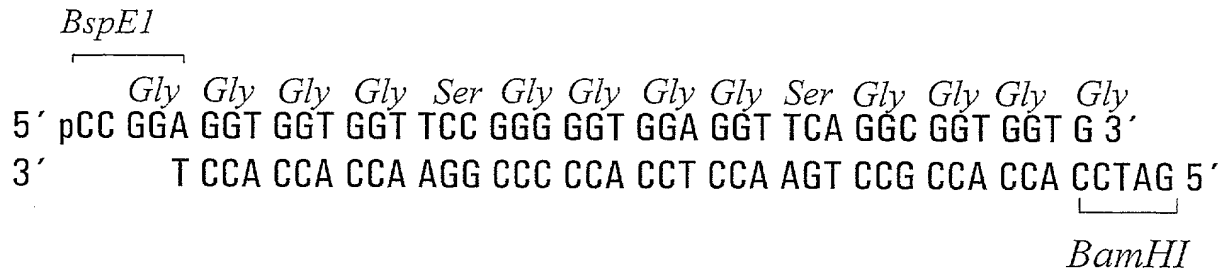 BspE1
Gly Gly Gly Gly Ser Gly Gly Gly Gly Ser Gly Gly Gly Gly
5´ pCC GGA GGT GGT GGT TCC GGG GGT GGA GGT TCA GGC GGT GGT G 3´
3´ T CCA CCA CCA AGG CCC CCA CCT CCA AGT CCG CCA CCA CCTAG 5´
BamHI